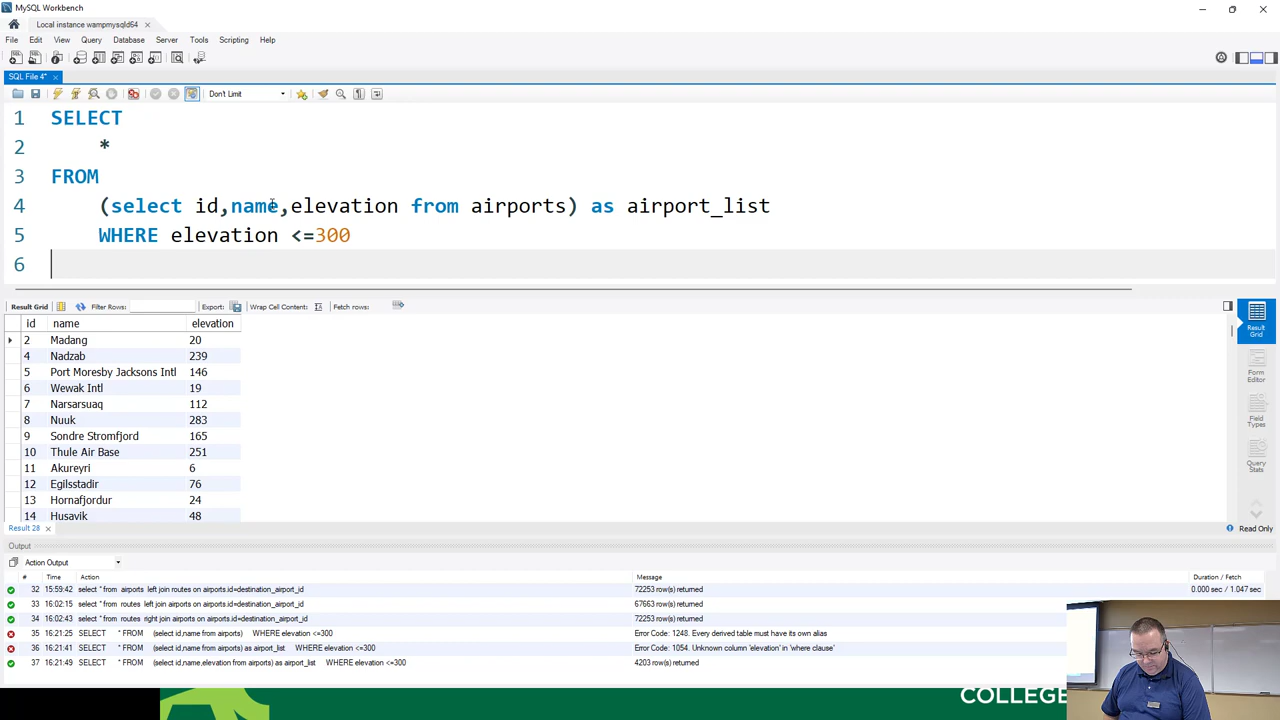 MySQL Workbench
Local instance wampmysqld64 ×
File Edit View Query Database Server Tools Scripting Help
SQL File 4* ×
Don't Limit
1 SELECT
2 *
3 FROM
4 (select id,name,elevation from airports) as airport_list
5 WHERE elevation <=300
6
Result Grid Filter Rows: Export: Wrap Cell Content: Fetch rows:
id name elevation
2 Madang 20
4 Nadzab 239
5 Port Moresby Jacksons Intl 146
6 Wewak Intl 19
7 Narsarsuaq 112
8 Nuuk 283
9 Sondre Stromfjord 165
10 Thule Air Base 251
11 Akureyri 6
12 Egilsstadir 76
13 Hornafjordur 24
14 Husavik 48
Result Grid
Form Editor
Field Types
Query Stats
Result 28 × Read Only
Output
Action Output
# Time Action Message Duration / Fetch
32 15:59:42 select * from airports left join routes on airports.id=destination_airport_id 72253 row(s) returned 0.000 sec / 1.047 sec
33 16:02:15 select * from routes left join airports on airports.id=destination_airport_id 67663 row(s) returned
34 16:02:43 select * from routes right join airports on airports.id=destination_airport_id 72253 row(s) returned
35 16:21:25 SELECT * FROM (select id,name from airports) WHERE elevation <=300 Error Code: 1248. Every derived table must have its own alias
36 16:21:41 SELECT * FROM (select id,name from airports) as airport_list WHERE elevation <=300 Error Code: 1054. Unknown column 'elevation' in 'where clause'
37 16:21:49 SELECT * FROM (select id,name,elevation from airports) as airport_list WHERE elevation <=300 4203 row(s) returned
COLLEGE